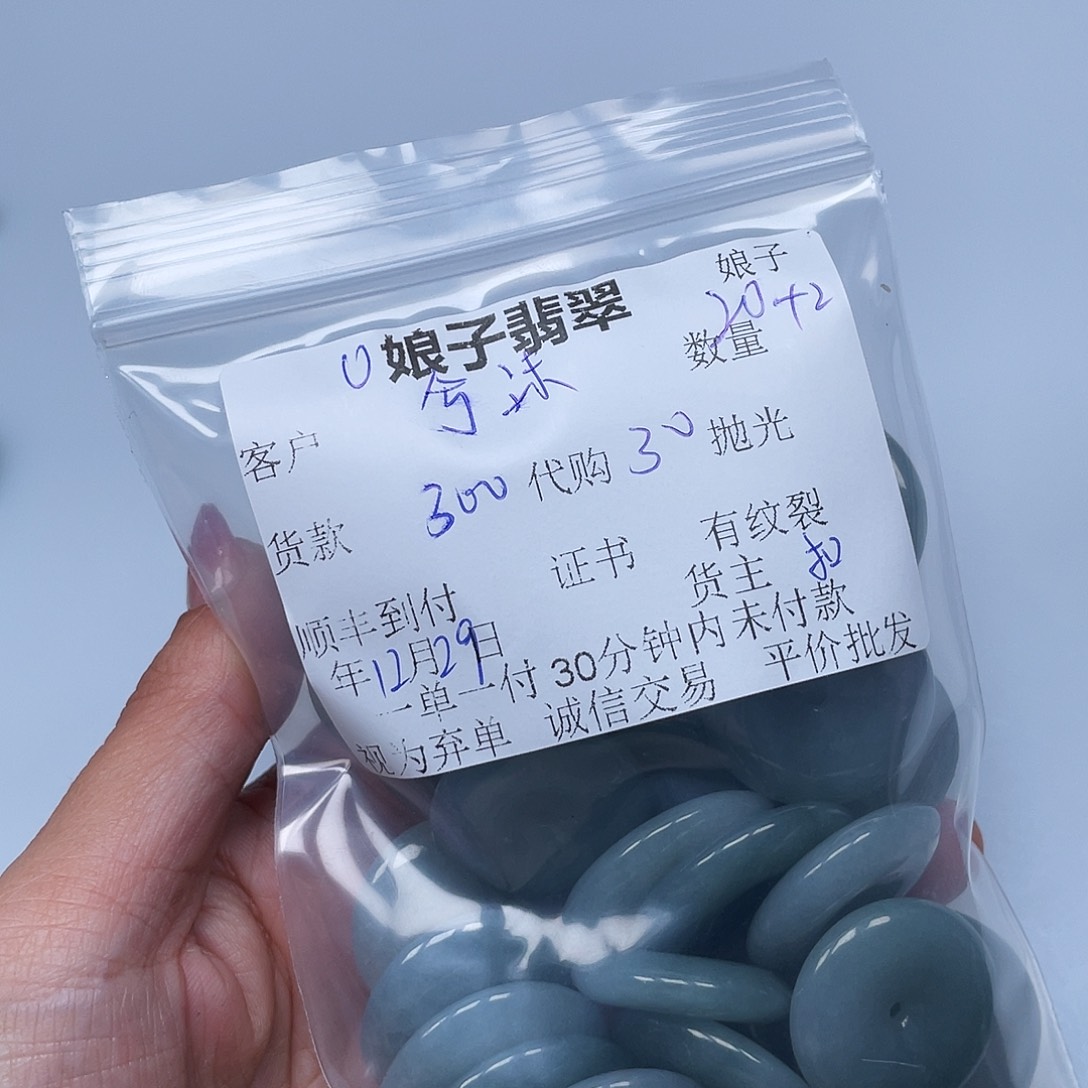 娘子
娘子翡翠
数量 20+2
客户
货款 300 代购 30 抛光
证书 有纹裂
顺丰到付 货主
年12月29日
一单一付 30分钟内未付款
视为弃单 诚信交易 平价批发